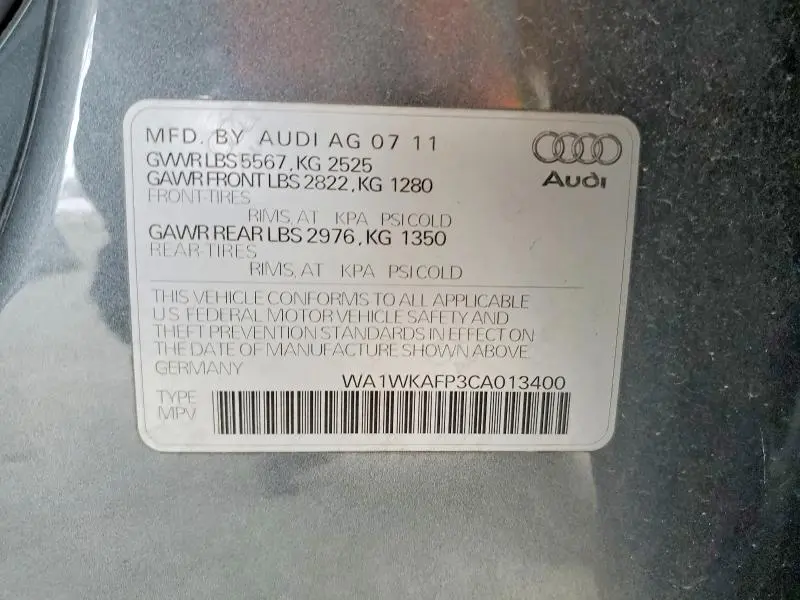 MFD. BY AUDI AG 07 11
GVWR LBS 5567, KG 2525
GAWR FRONT LBS 2822, KG 1280
FRONT-TIRES
RIMS, AT KPA PSI COLD
GAWR REAR LBS 2976, KG 1350
REAR-TIRES
RIMS, AT KPA PSI COLD
Audi
THIS VEHICLE CONFORMS TO ALL APPLICABLE
U.S. FEDERAL MOTOR VEHICLE SAFETY AND
THEFT PREVENTION STANDARDS IN EFFECT ON
THE DATE OF MANUFACTURE SHOWN ABOVE.
GERMANY
WA1WKAFP3CA013400
TYPE
MPV